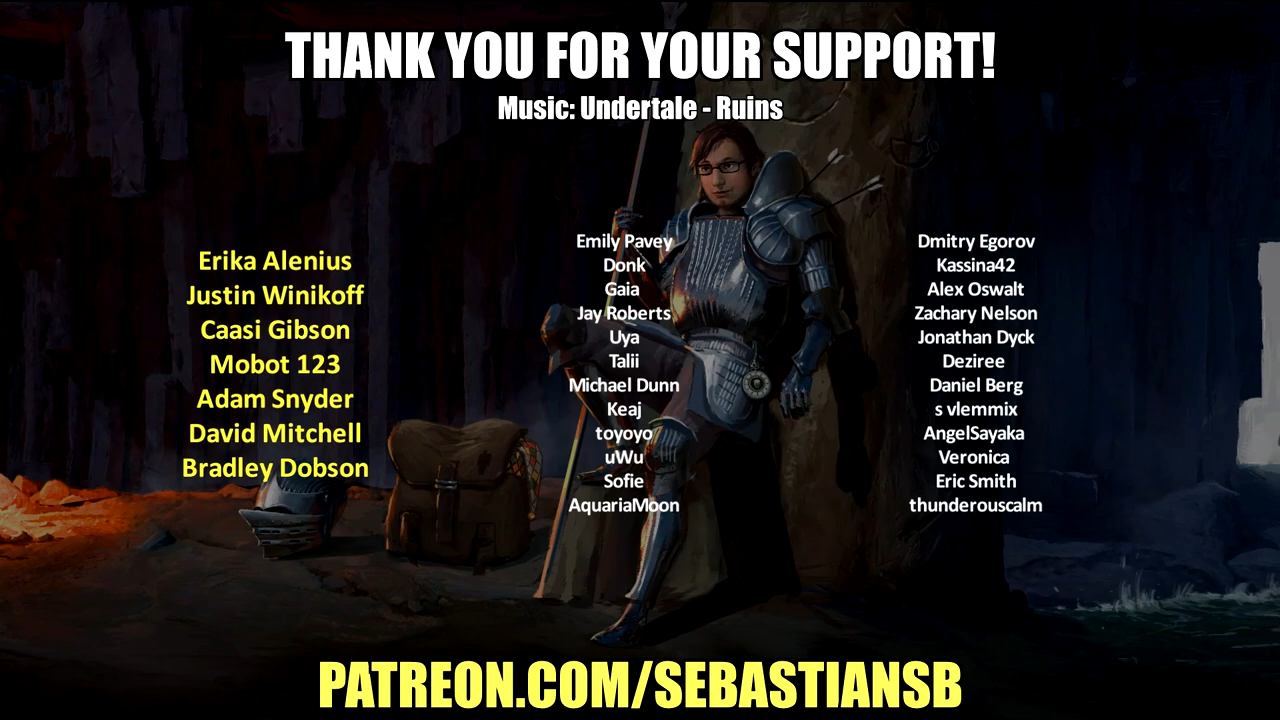 THANK YOU FOR YOUR SUPPORT!
Music: Undertale - Ruins
Erika Alenius
Justin Winikoff
Caasi Gibson
Mobot 123
Adam Snyder
David Mitchell
Bradley Dobson
Emily Pavey
Donk
Gaia
Jay Roberts
Uya
Talii
Michael Dunn
Keaj
toyoyo
uWu
Sofie
AquariaMoon
Dmitry Egorov
Kassina42
Alex Oswalt
Zachary Nelson
Jonathan Dyck
Deziree
Daniel Berg
s vlemmix
AngelSayaka
Veronica
Eric Smith
thunderouscalm
PATREON.COM/SEBASTIANSB